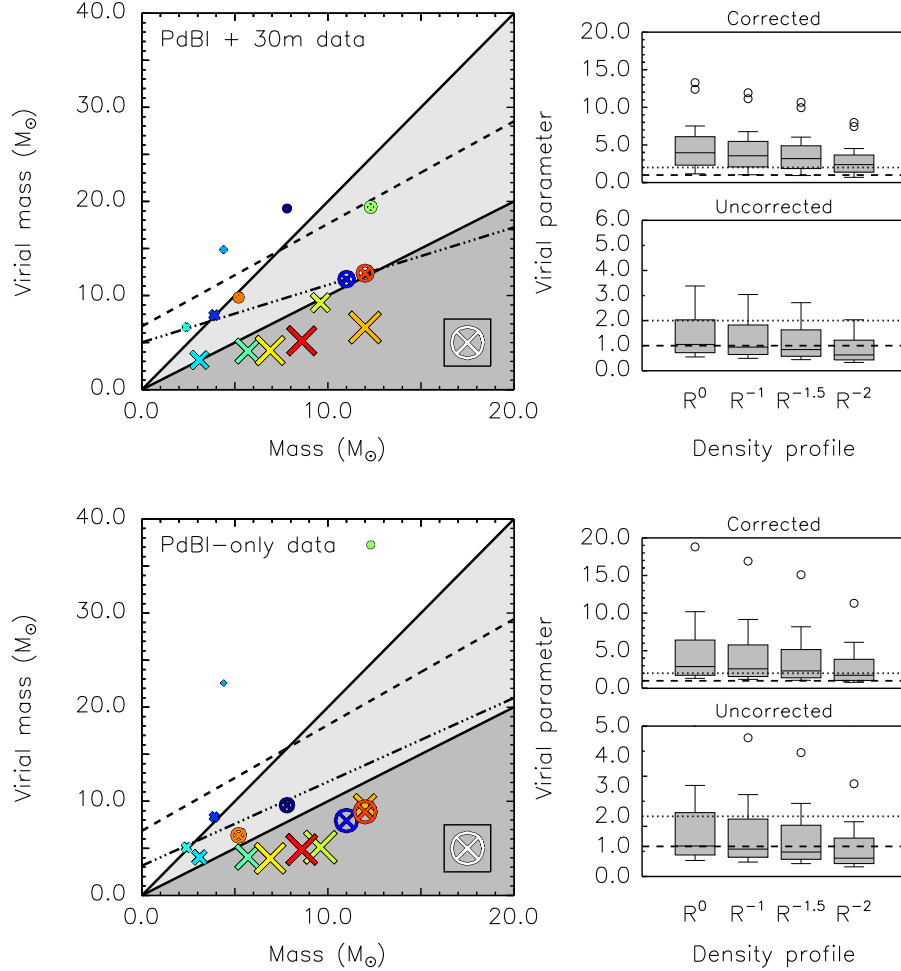 PdBI + 30m data
Virial mass (M⊙)
40.0
30.0
20.0
10.0
0.0
0.0 10.0 20.0
Mass (M⊙)
Corrected
Virial parameter
20.0
15.0
10.0
5.0
0.0
Uncorrected
6.0
5.0
4.0
3.0
2.0
1.0
0.0
R^0 R^-1 R^-1.5 R^-2
Density profile
PdBI-only data
Virial mass (M⊙)
40.0
30.0
20.0
10.0
0.0
0.0 10.0 20.0
Mass (M⊙)
Corrected
Virial parameter
20.0
15.0
10.0
5.0
0.0
Uncorrected
5.0
4.0
3.0
2.0
1.0
0.0
R^0 R^-1 R^-1.5 R^-2
Density profile